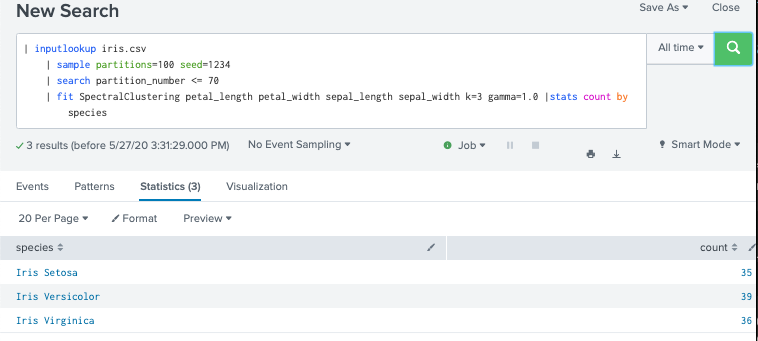 New Search
Save As Close
| inputlookup iris.csv
| sample partitions=100 seed=1234
| search partition_number <= 70
| fit SpectralClustering petal_length petal_width sepal_length sepal_width k=3 gamma=1.0 |stats count by
species
All time
3 results (before 5/27/20 3:31:29.000 PM) No Event Sampling Job Smart Mode
Events Patterns Statistics (3) Visualization
20 Per Page Format Preview
species count
Iris Setosa 35
Iris Versicolor 39
Iris Virginica 36